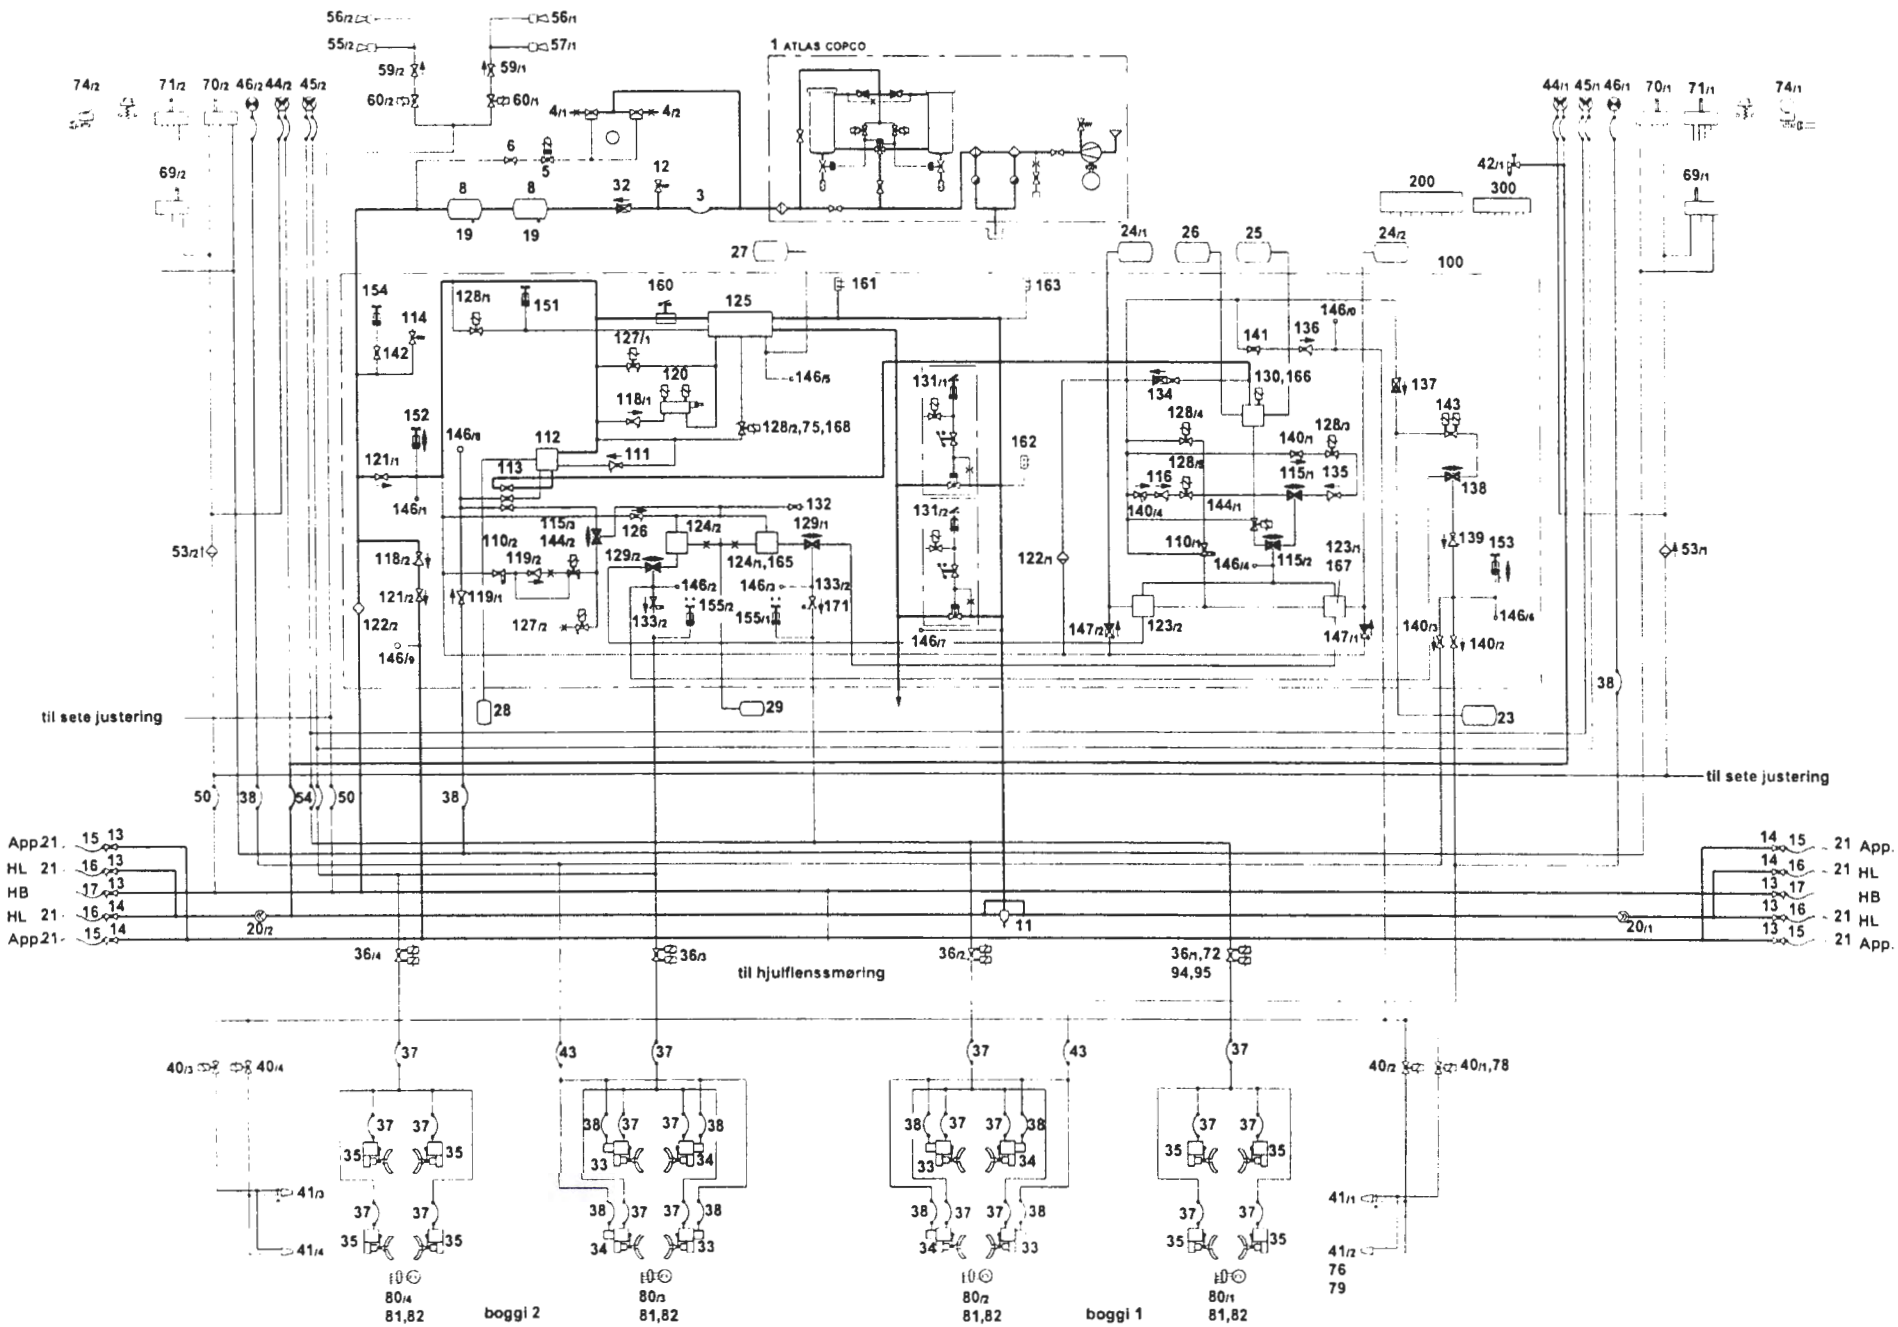 56/2 56/1
55/2 57/1
1 ATLAS COPCO
59/2 59/1
74/2 71/2 70/2 46/2 44/2 45/2
60/2 60/1 4/1 4/2
44/1 45/1 46/1 70/1 71/1 74/1
6 5
12
42/1
69/2 69/1
8 8 32 3
200 300
19 19
27
24/1 26 25 24/2
100
154 128/1 151 160 125 161 163
114
142
127/1
146/0
141 136
120
146/5
131/1
134
130,166
137
118/1
152 146/8 112 111
128/2,75,168
128/4
143
140/1 128/3
162
121/1 113
128/5
116 115/1 135
138
146/1
132
131/2
140/4 144/1
115/3 126 124/2 129/1
110/2 144/2
119/2 129/2
124/1,165
53/2
118/2
122/1
110/1
146/4 115/2
123/1
167
139 153
53/1
121/2 119/1
146/2 146/3 133/2
155/2 171
133/2 155/1
122/2
127/2
146/9
146/7
147/2 123/2 147/1
140/3 140/2
146/6
38
28 29 23
til sete justering
til sete justering
50 38 54 50 38
App.21 15 13
14 15 21 App.
HL 21 16 13
14 16 21 HL
HB 17 13
13 17 HB
HL 21 16 14
13 16 21 HL
App.21 15 14
13 15 21 App.
20/2 11 20/1
36/4 36/3 36/2 36/1,72
94,95
til hjulflenssmøring
37 43 37 37 43 37
40/3 40/4 40/2 40/1,78
37 37 38 37 37 38 38 37 37 38 37 37
35 35 33 34 33 34 35 35
41/3 41/1
37 37 38 37 37 38 38 37 37 38 37 37
35 35 34 33 34 33 35 35
41/4 41/2
76
79
80/4 80/3 80/2 80/1
81,82 boggi 2 81,82 81,82 boggi 1 81,82